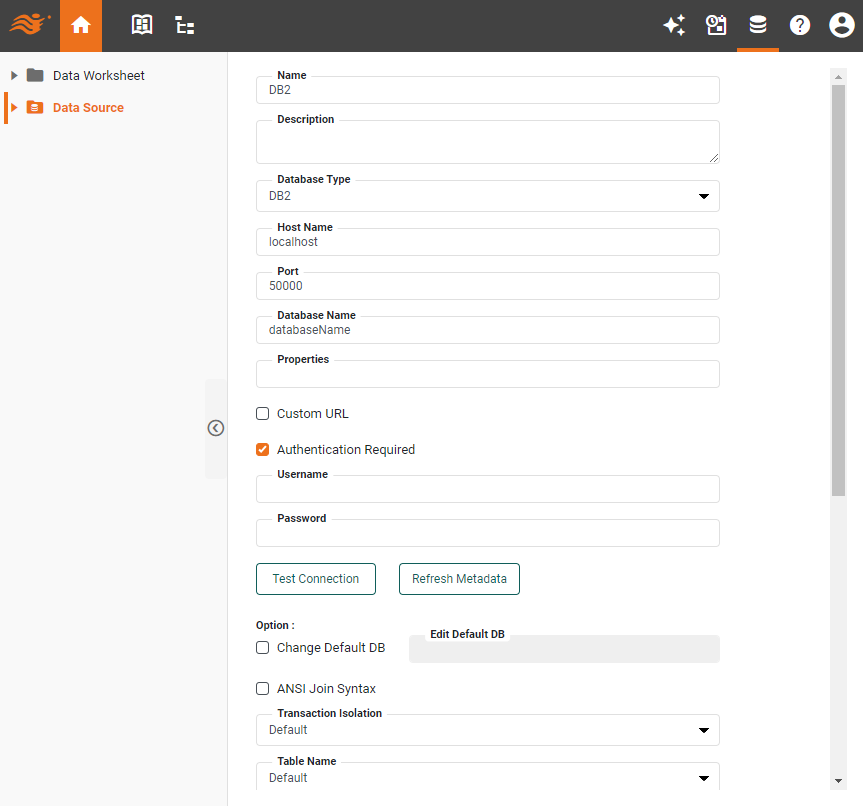 Data Worksheet
Data Source
Name
DB2
Description
Database Type
DB2
Host Name
localhost
Port
50000
Database Name
databaseName
Properties
Custom URL
Authentication Required
Username
Password
Test Connection
Refresh Metadata
Option :
Edit Default DB
Change Default DB
ANSI Join Syntax
Transaction Isolation
Default
Table Name
Default